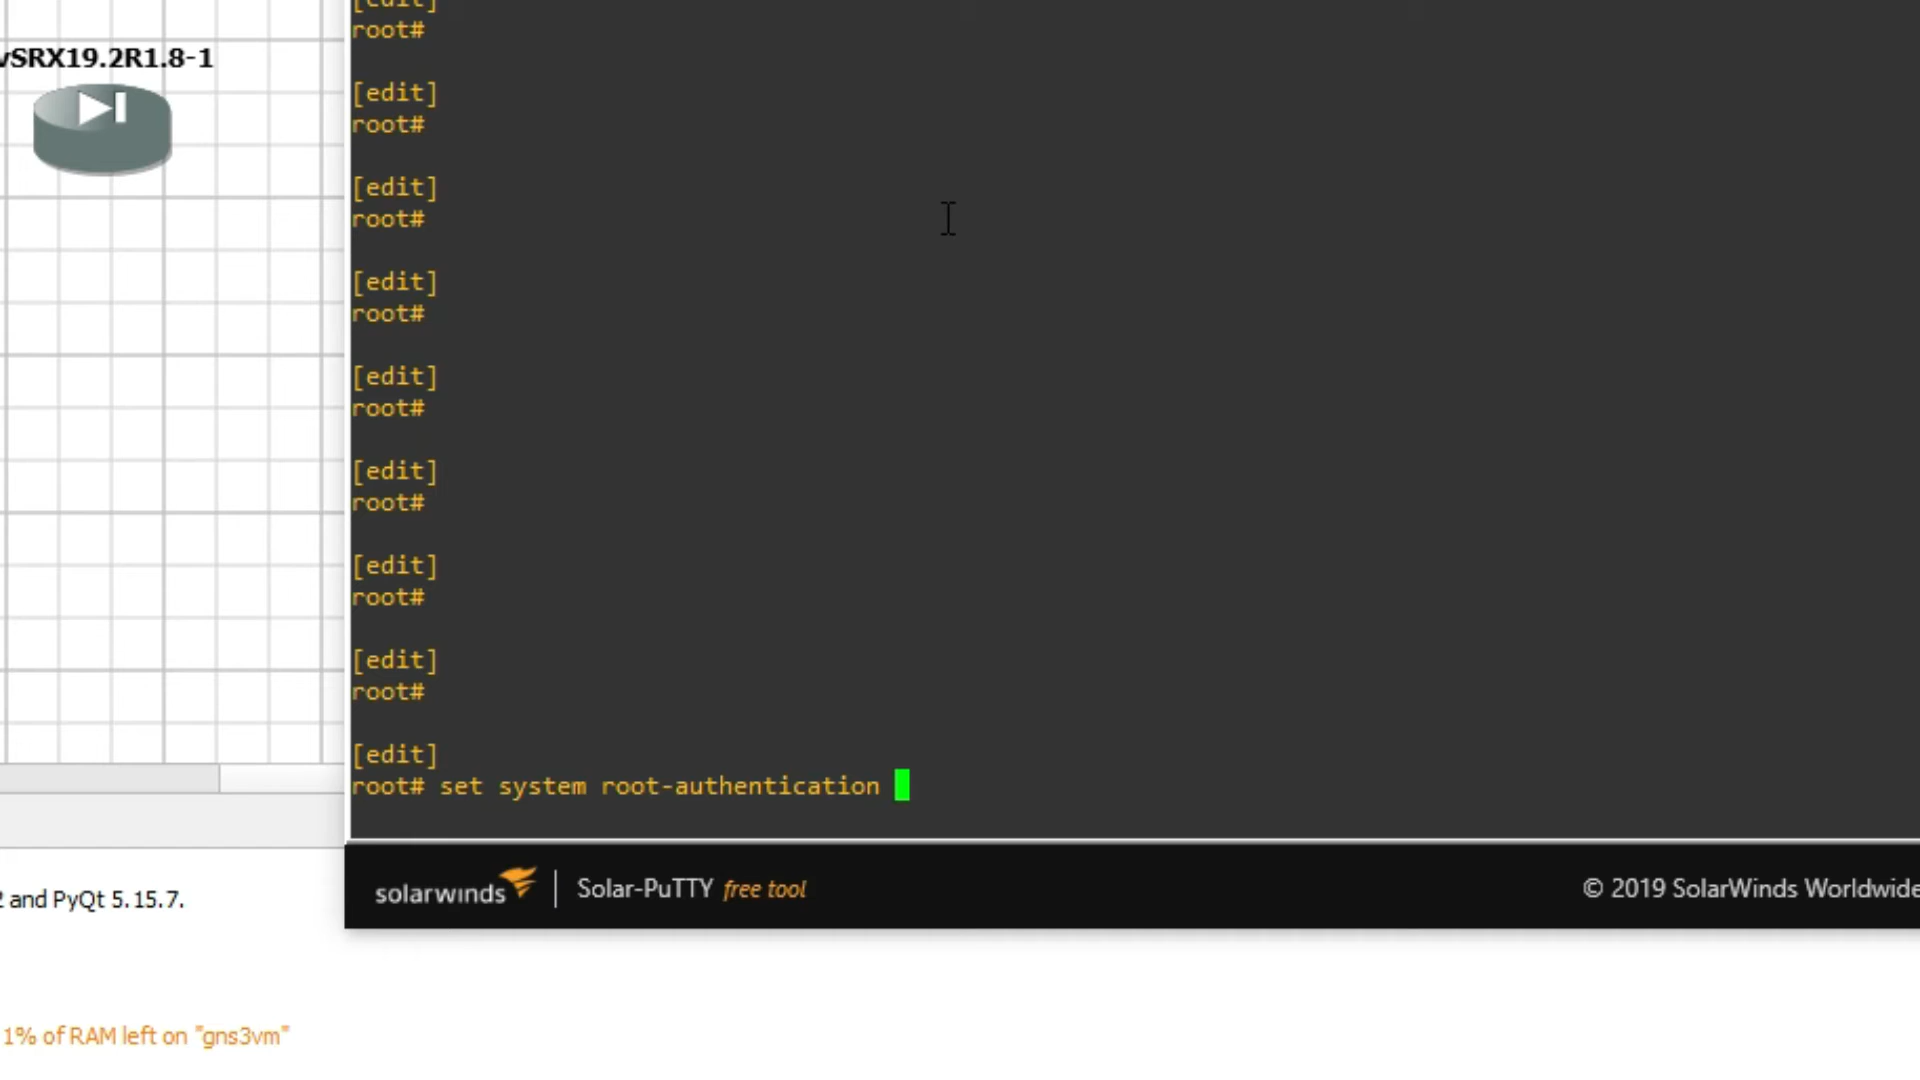 [edit]
root#
vSRX19.2R1.8-1
[edit]
root#
[edit]
root#
[edit]
root#
[edit]
root#
[edit]
root#
[edit]
root#
[edit]
root#
[edit]
root# set system root-authentication
solarwinds | Solar-PuTTY free tool
© 2019 SolarWinds Worldwide
2 and PyQt 5.15.7.
1% of RAM left on "gns3vm"